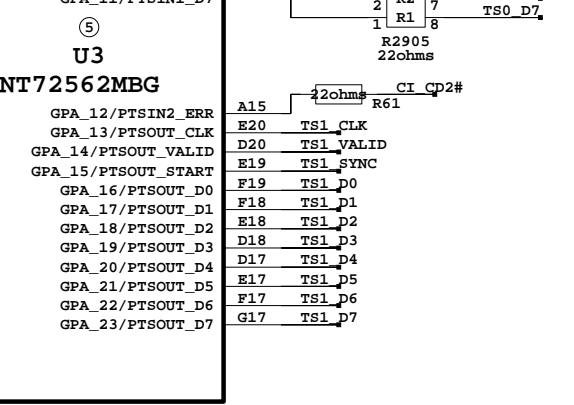 GPA_11/PTSIN1_D7
⑤
U3
NT72562MBG
2 R2 7 TS0_D7
1 R1 8
R2905
22ohms
22ohms CI_CD2#
R61
GPA_12/PTSIN2_ERR A15
GPA_13/PTSOUT_CLK E20 TS1_CLK
GPA_14/PTSOUT_VALID D20 TS1_VALID
GPA_15/PTSOUT_START E19 TS1_SYNC
GPA_16/PTSOUT_D0 F19 TS1_D0
GPA_17/PTSOUT_D1 F18 TS1_D1
GPA_18/PTSOUT_D2 E18 TS1_D2
GPA_19/PTSOUT_D3 D18 TS1_D3
GPA_20/PTSOUT_D4 D17 TS1_D4
GPA_21/PTSOUT_D5 E17 TS1_D5
GPA_22/PTSOUT_D6 F17 TS1_D6
GPA_23/PTSOUT_D7 G17 TS1_D7